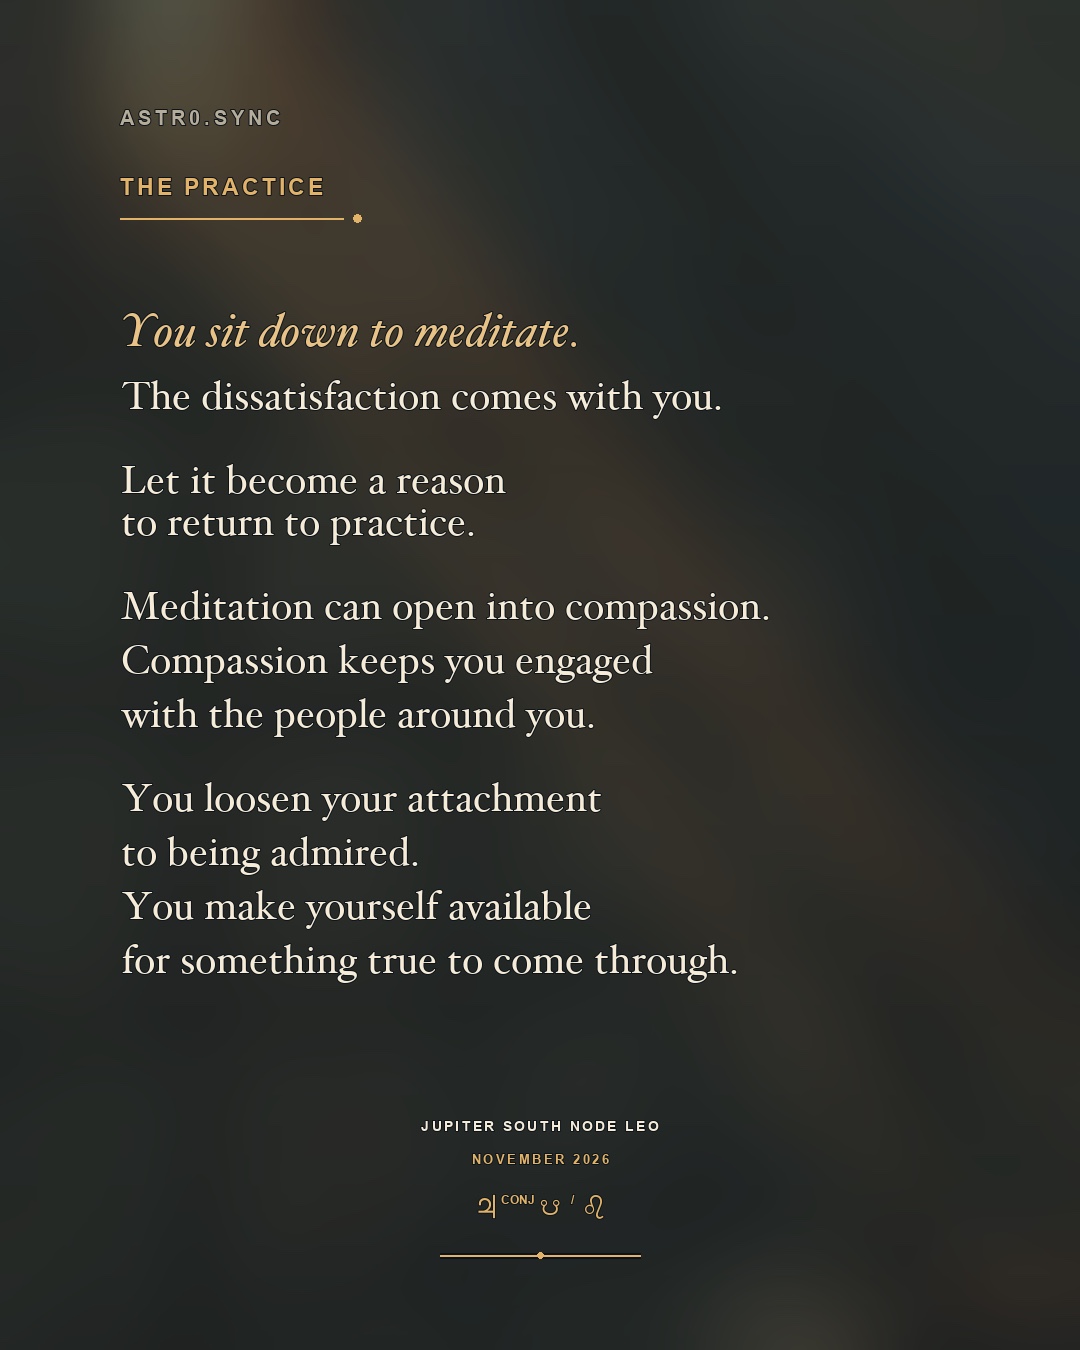 ASTR0.SYNC
THE PRACTICE
You sit down to meditate.
The dissatisfaction comes with you.
Let it become a reason
to return to practice.
Meditation can open into compassion.
Compassion keeps you engaged
with the people around you.
You loosen your attachment
to being admired.
You make yourself available
for something true to come through.
JUPITER SOUTH NODE LEO
NOVEMBER 2026
♃ CONJ ☋ / ♌